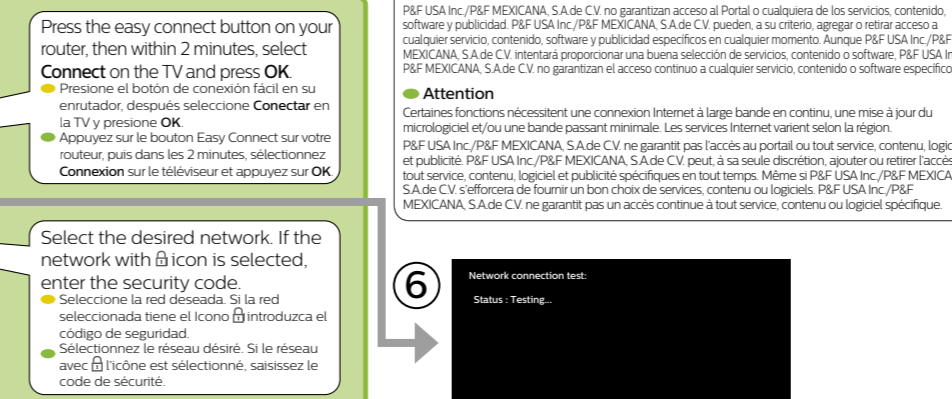 Press the easy connect button on your
router, then within 2 minutes, select
Connect on the TV and press OK.
Presione el botón de conexión fácil en su
enrutador, después seleccione Conectar en
la TV y presione OK.
Appuyez sur le bouton Easy Connect sur votre
routeur, puis dans les 2 minutes, sélectionnez
Connexion sur le téléviseur et appuyez sur OK.
Select the desired network. If the
network with icon is selected,
enter the security code.
Seleccione la red deseada. Si la red
seleccionada tiene el Icono introduzca el
código de seguridad.
Sélectionnez le réseau désiré. Si le réseau
avec l'icône est sélectionné, saisissez le
code de sécurité.
P&F USA Inc./P&F MEXICANA, S.A.de C.V. no garantizan acceso al Portal o cualquiera de los servicios, contenido,
software y publicidad. P&F USA Inc./P&F MEXICANA, S.A.de C.V. pueden, a su criterio, agregar o retirar acceso a
cualquier servicio, contenido, software y publicidad específicos en cualquier momento. Aunque P&F USA Inc./P&F
MEXICANA, S.A.de C.V. intentará proporcionar una buena selección de servicios, contenido o software, P&F USA
P&F MEXICANA, S.A.de C.V. no garantizan el acceso continuo a cualquier servicio, contenido o software específico
Attention
Certaines fonctions nécessitent une connexion Internet à large bande en continu, une mise à jour du
micrologiciel et/ou une bande passant minimale. Les services Internet varient selon la région.
P&F USA Inc./P&F MEXICANA, S.A.de C.V. ne garantit pas l'accès au portail ou tout service, contenu,
et publicité. P&F USA Inc./P&F MEXICANA, S.A.de C.V. peut, à sa seule discrétion, ajouter ou retirer l'accès
tout service, contenu, logiciel et publicité spécifiques en tout temps. Même si P&F USA Inc./P&F
S.A.de C.V. s'efforcera de fournir un bon choix de services, contenu ou logiciels. P&F USA Inc./P&F
MEXICANA, S.A.de C.V. ne garantit pas un accès continue à tout service, contenu ou logiciel spécifique.
6
Network connection test:
Status : Testing...